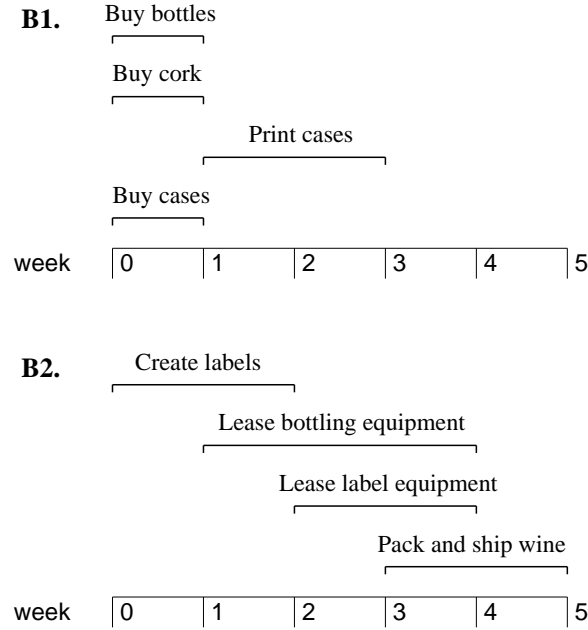 B1. Buy bottles
Buy cork
Print cases
Buy cases
week 0 1 2 3 4 5
B2. Create labels
Lease bottling equipment
Lease label equipment
Pack and ship wine
week 0 1 2 3 4 5